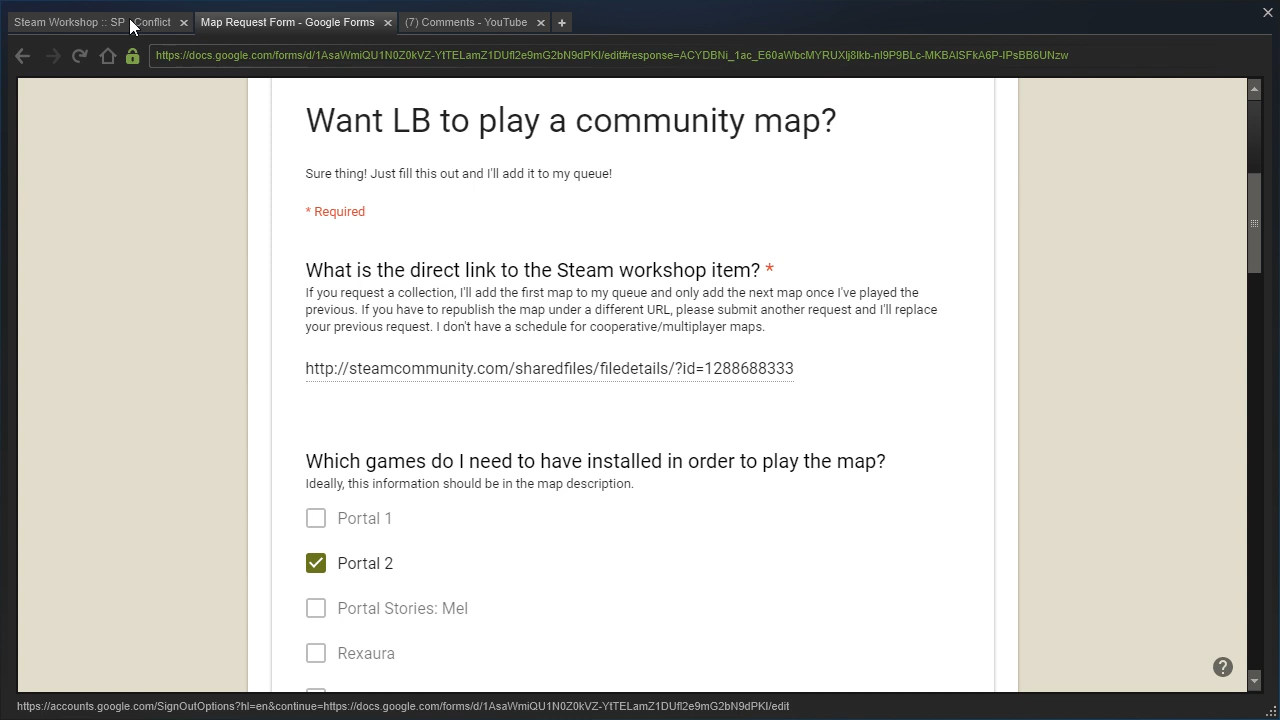 Steam Workshop :: SP Conflict
Map Request Form - Google Forms
(7) Comments - YouTube
https://docs.google.com/forms/d/1AsaWmiQU1N0Z0kVZ-YtTELamZ1DUfl2e9mG2bN9dPKI/edit#response=ACYDBNi_1ac_E60aWbcMYRUXlj8lkb-nl9P9BLc-MKBAlSFkA6P-IPsBB6UNzw
Want LB to play a community map?
Sure thing! Just fill this out and I'll add it to my queue!
* Required
What is the direct link to the Steam workshop item? *
If you request a collection, I'll add the first map to my queue and only add the next map once I've played the
previous. If you have to republish the map under a different URL, please submit another request and I'll replace
your previous request. I don't have a schedule for cooperative/multiplayer maps.
http://steamcommunity.com/sharedfiles/filedetails/?id=1288688333
Which games do I need to have installed in order to play the map?
Ideally, this information should be in the map description.
Portal 1
Portal 2
Portal Stories: Mel
Rexaura
https://accounts.google.com/SignOutOptions?hl=en&continue=https://docs.google.com/forms/d/1AsaWmiQU1N0Z0kVZ-YtTELamZ1DUfl2e9mG2bN9dPKI/edit